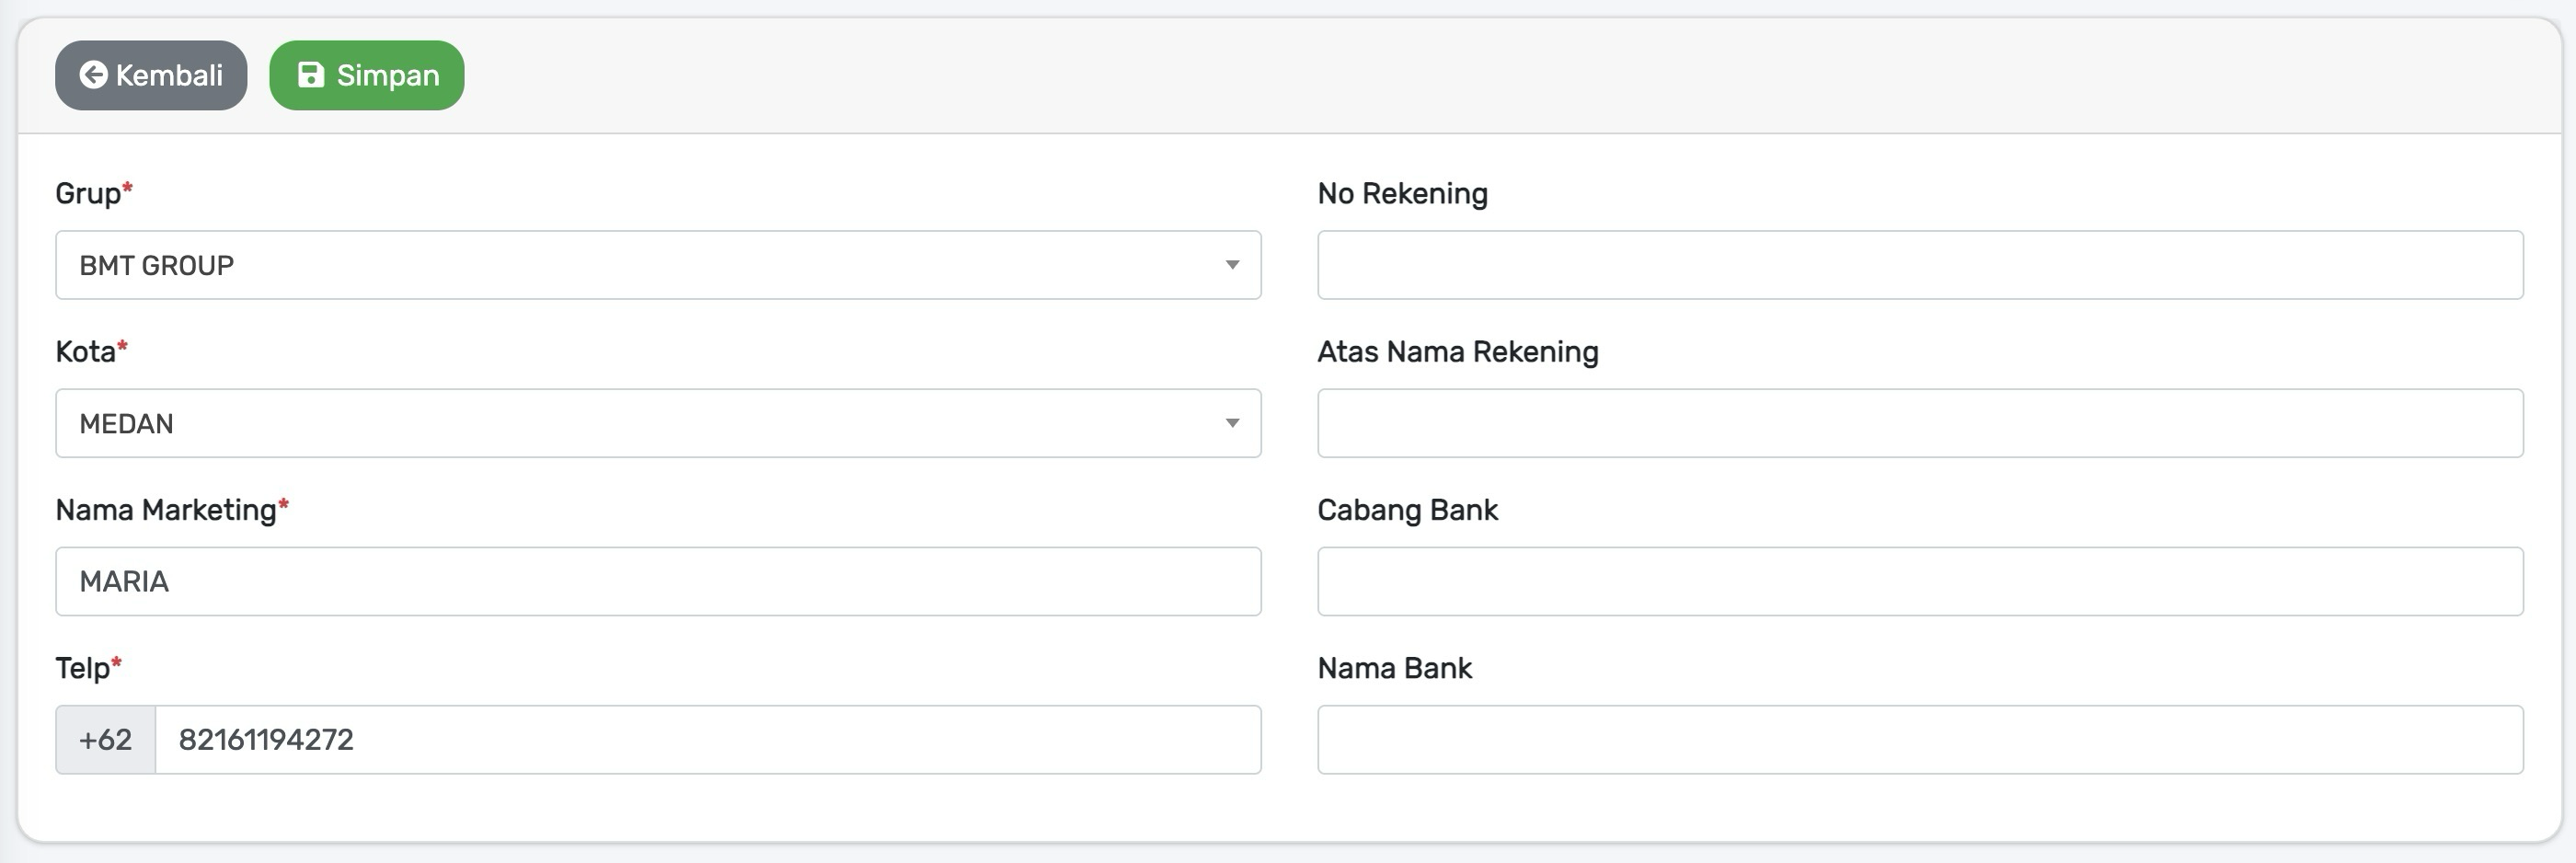 Kembali
Simpan
Grup*
BMT GROUP
Kota*
MEDAN
Nama Marketing*
MARIA
Telp*
+62 82161194272
No Rekening
Atas Nama Rekening
Cabang Bank
Nama Bank